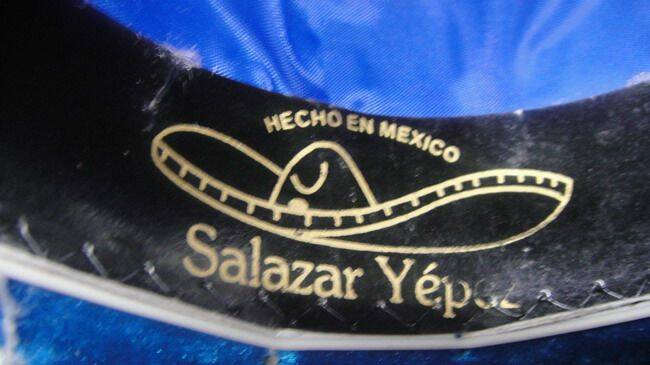 HECHO EN MEXICO
Salazar Yépez